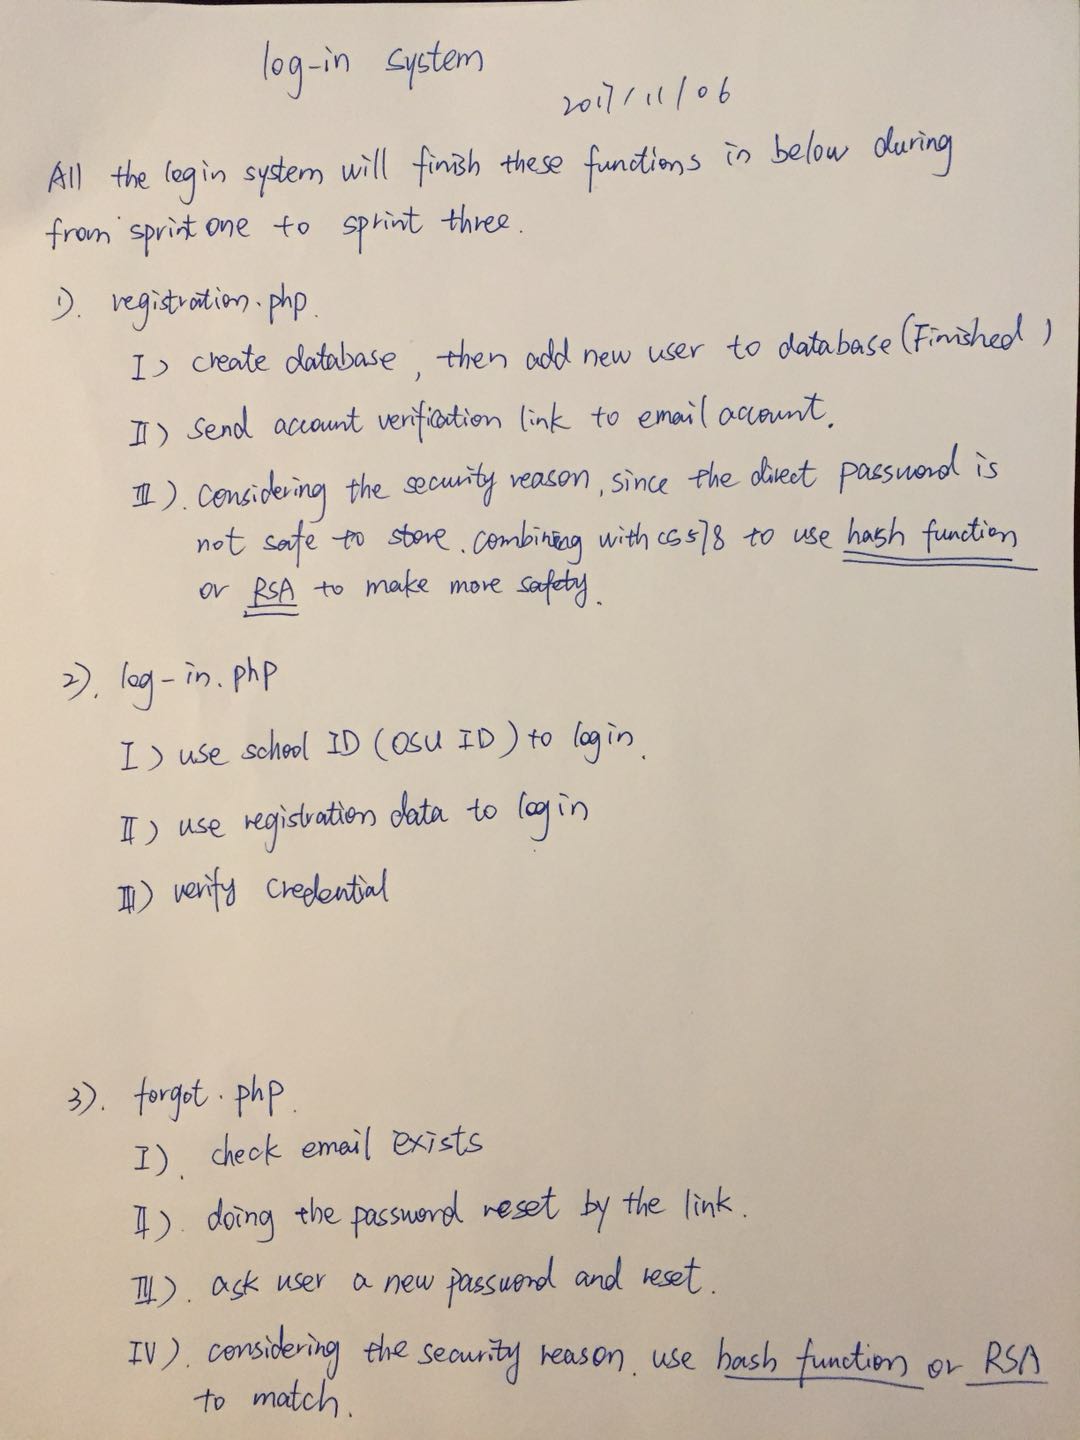 log-in system
2017/11/06
All the login system will finish these functions in below during
from sprint one to sprint three.
1). registration.php.
I) create database, then add new user to database (Finished)
II) send account verification link to email account.
III). Considering the security reason, since the direct password is
not safe to store. combining with cs578 to use hash function
or RSA to make more safety.
2). log-in.php
I) use school ID (OSU ID) to login.
II) use registration data to login
III) verify credential
3). forgot.php.
I). check email exists
II). doing the password reset by the link.
III). ask user a new password and reset.
IV). considering the security reason. use hash function or RSA
to match.